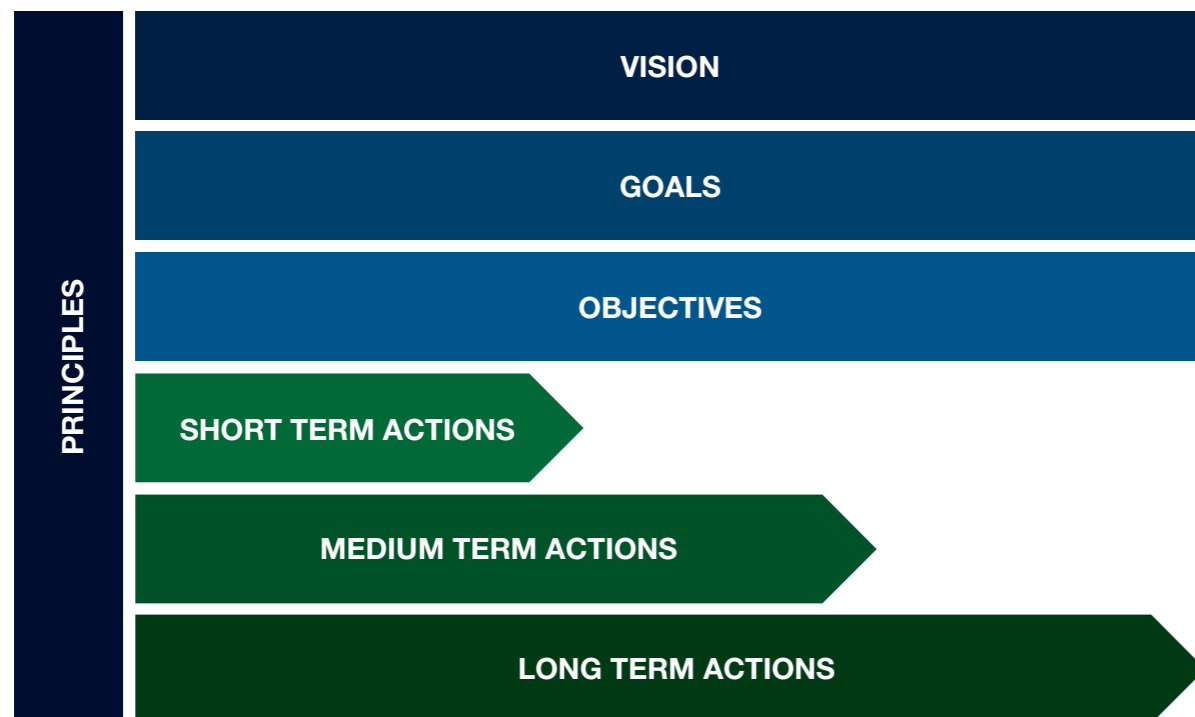 PRINCIPLES
VISION
GOALS
OBJECTIVES
SHORT TERM ACTIONS
MEDIUM TERM ACTIONS
LONG TERM ACTIONS